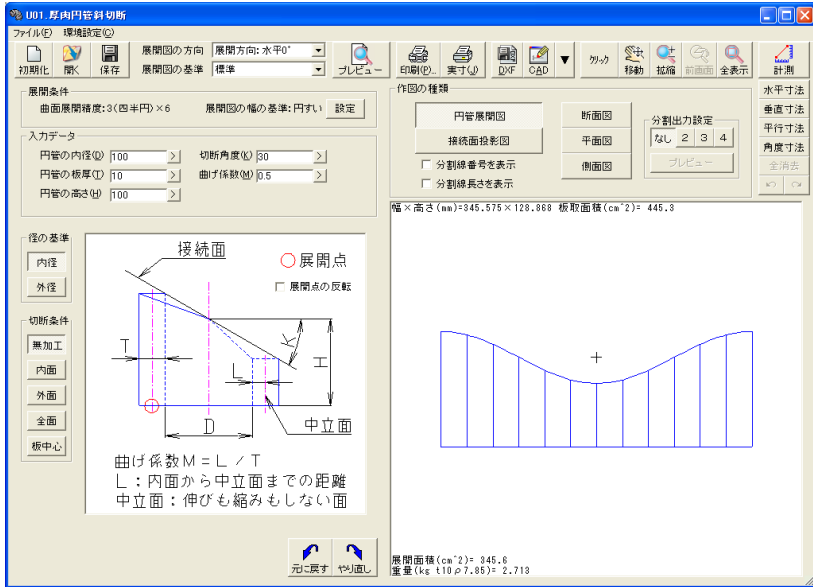 U01.厚肉円管斜切断
ファイル(F) 環境設定(C)
初期化 開く 保存
展開図の方向 展開方向:水平0°
展開図の基準 標準
プレビュー
印刷(P).. 実寸(J) DXF CAD ▼ クリック 移動 拡縮 前画面 全表示 計測
展開条件
曲面展開精度:3(四半円)×6 展開図の幅の基準:円すい 設定
入力データ
円管の内径(D) 100 > 切断角度(K) 30 >
円管の板厚(T) 10 > 曲げ係数(M) 0.5 >
円管の高さ(H) 100 >
作図の種類
円管展開図 断面図
接続面投影図 平面図
側面図
分割線番号を表示
分割線長さを表示
分割出力設定
なし 2 3 4
プレビュー
水平寸法
垂直寸法
平行寸法
角度寸法
全消去
径の基準
内径
外径
切断条件
無加工
内面
外面
全面
板中心
接続面
展開点
展開点の反転
T
K
H
L
D
中立面
曲げ係数M=L/T
L:内面から中立面までの距離
中立面:伸びも縮みもしない面
元に戻す やり直し
幅×高さ(mm)=345.575×128.868 板取面積(cm^2)= 445.3
展開面積(cm^2)= 345.6
重量(kg t10ρ7.85)= 2.713